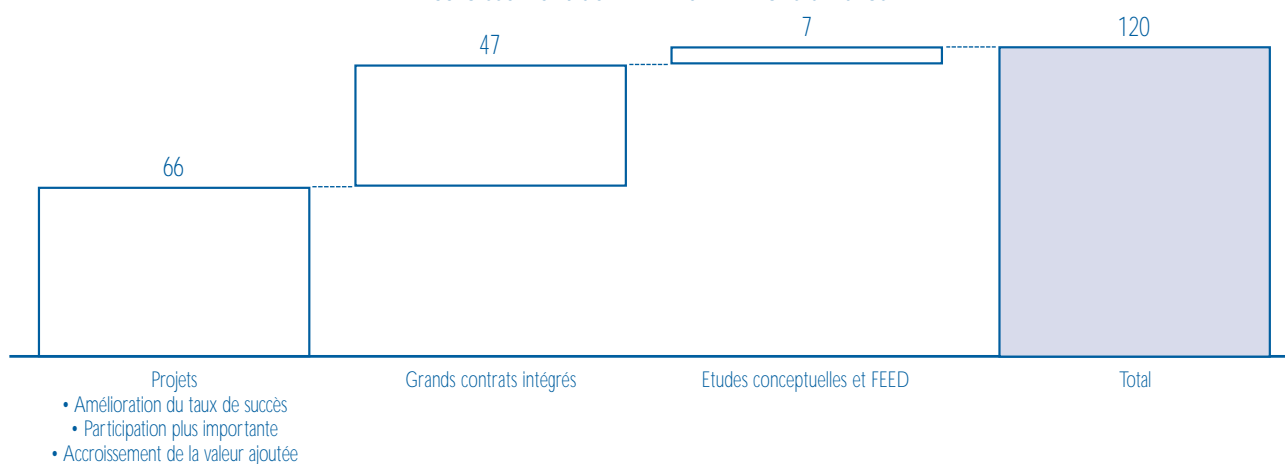 7
120
47
66
Projets
Grands contrats intégrés
Etudes conceptuelles et FEED
Total
• Amélioration du taux de succès
• Participation plus importante
• Accroissement de la valeur ajoutée